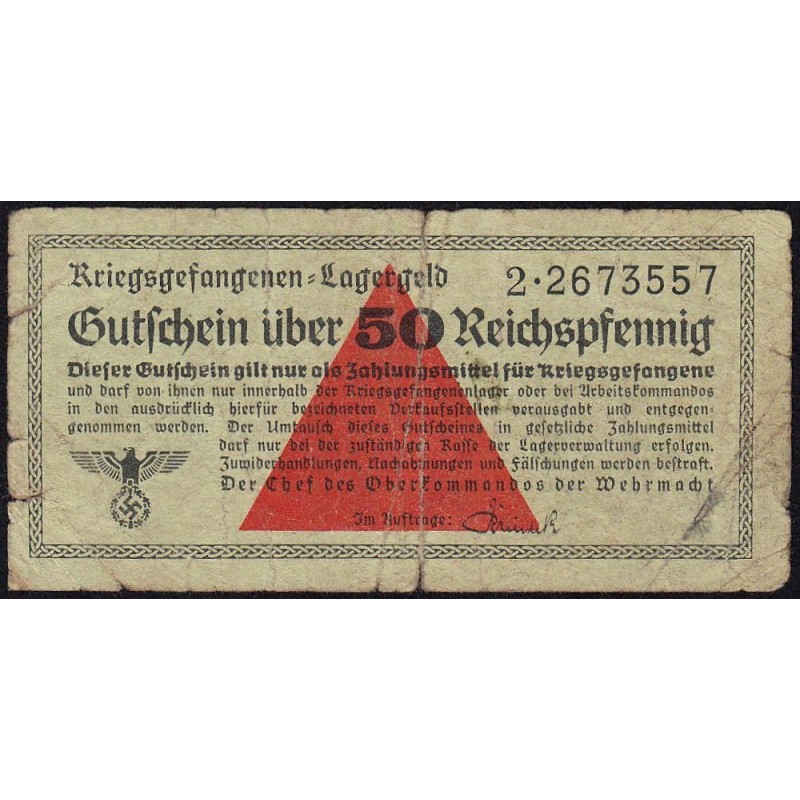 Kriegsgefangenen-Lagergeld
2·2673557
Gutschein über 50 Reichspfennig
Dieser Gutschein gilt nur als Zahlungsmittel für Kriegsgefangene
und darf von ihnen nur innerhalb der Kriegsgefangenenlager oder bei Arbeitskommandos
in den ausdrücklich hierfür bezeichneten Verkaufsstellen verausgabt und entgegen-
genommen werden. Der Umtausch dieses Gutscheines in gesetzliche Zahlungsmittel
darf nur bei der zuständigen Kasse der Lagerverwaltung erfolgen.
Zuwiderhandlungen, Nachahmungen und Fälschungen werden bestraft.
Der Chef des Oberkommandos der Wehrmacht
Im Auftrage: